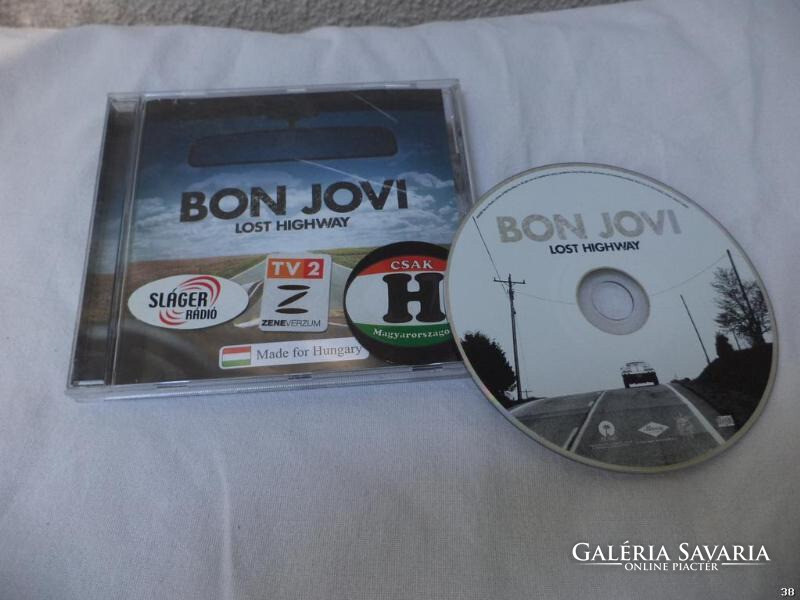 BON JOVI
LOST HIGHWAY
SLÁGER
RÁDIÓ
TV2
ZENEVERZUM
CSAK
H
Magyarország
Made for Hungary
BON JOVI
LOST HIGHWAY
GALÉRIA SAVARIA
ONLINE PIACTÉR
38